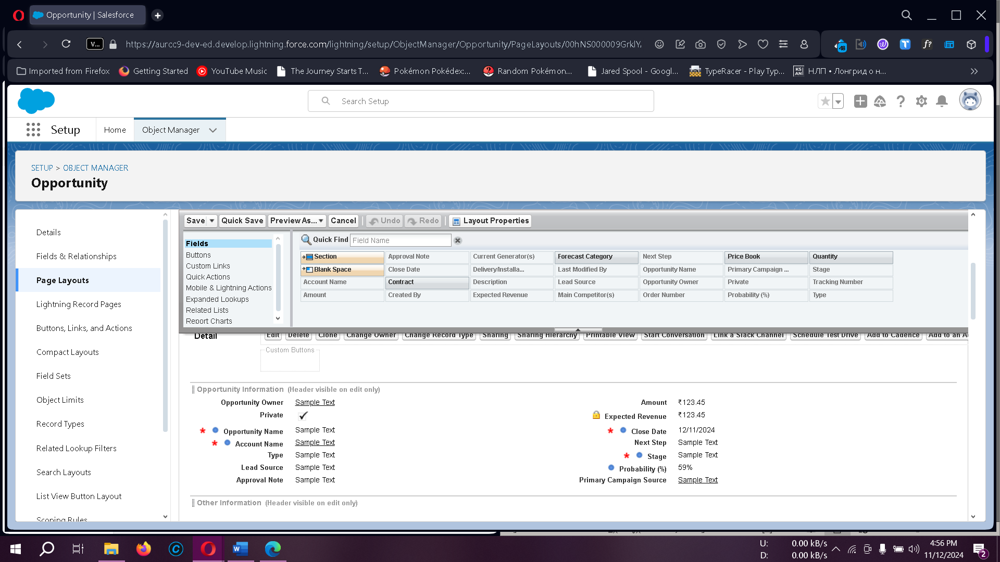 Opportunity | Salesforce
V...
https://aurcc9-dev-ed.develop.lightning.force.com/lightning/setup/ObjectManager/Opportunity/PageLayouts/00hNS000009GrklY
48
f?
Imported from Firefox
Getting Started
YouTube Music
The Journey Starts T...
Pokémon Pokédex:...
Random Pokémon...
Jared Spool - Googl...
TypeRacer - Play Typ...
KS ANI
НЛП • Лонгрид о н...
Search Setup
Setup
Home
Object Manager
SETUP > OBJECT MANAGER
Opportunity
Details
Fields & Relationships
Page Layouts
Lightning Record Pages
Buttons, Links, and Actions
Compact Layouts
Field Sets
Object Limits
Record Types
Related Lookup Filters
Search Layouts
List View Button Layout
Scoping Rules
Save Quick Save Preview As... Cancel Undo Redo Layout Properties
Fields
Buttons
Custom Links
Quick Actions
Mobile & Lightning Actions
Expanded Lookups
Related Lists
Report Charts
Quick Find Field Name
Section Approval Note Current Generator(s) Forecast Category Next Step Price Book Quantity
Blank Space Close Date Delivery/Installa... Last Modified By Opportunity Name Primary Campaign ... Stage
Account Name Contract Description Lead Source Opportunity Owner Private Tracking Number
Amount Created By Expected Revenue Main Competitor(s) Order Number Probability (%) Type
Detail Edit Delete Clone Change Owner Change Record Type Sharing Sharing Hierarchy Printable View Start Conversation Link a Slack Channel Schedule Test Drive Add to Cadence Add to an
Custom Buttons
Opportunity Information (Header visible on edit only)
Opportunity Owner Sample Text Amount ₹123.45
Private Expected Revenue ₹123.45
* Opportunity Name Sample Text * Close Date 12/11/2024
* Account Name Sample Text Next Step Sample Text
Type Sample Text * Stage Sample Text
Lead Source Sample Text Probability (%) 59%
Approval Note Sample Text Primary Campaign Source Sample Text
Other Information (Header visible on edit only)
U: 0.00 kB/s
D: 0.00 kB/s
4:56 PM
11/12/2024
2